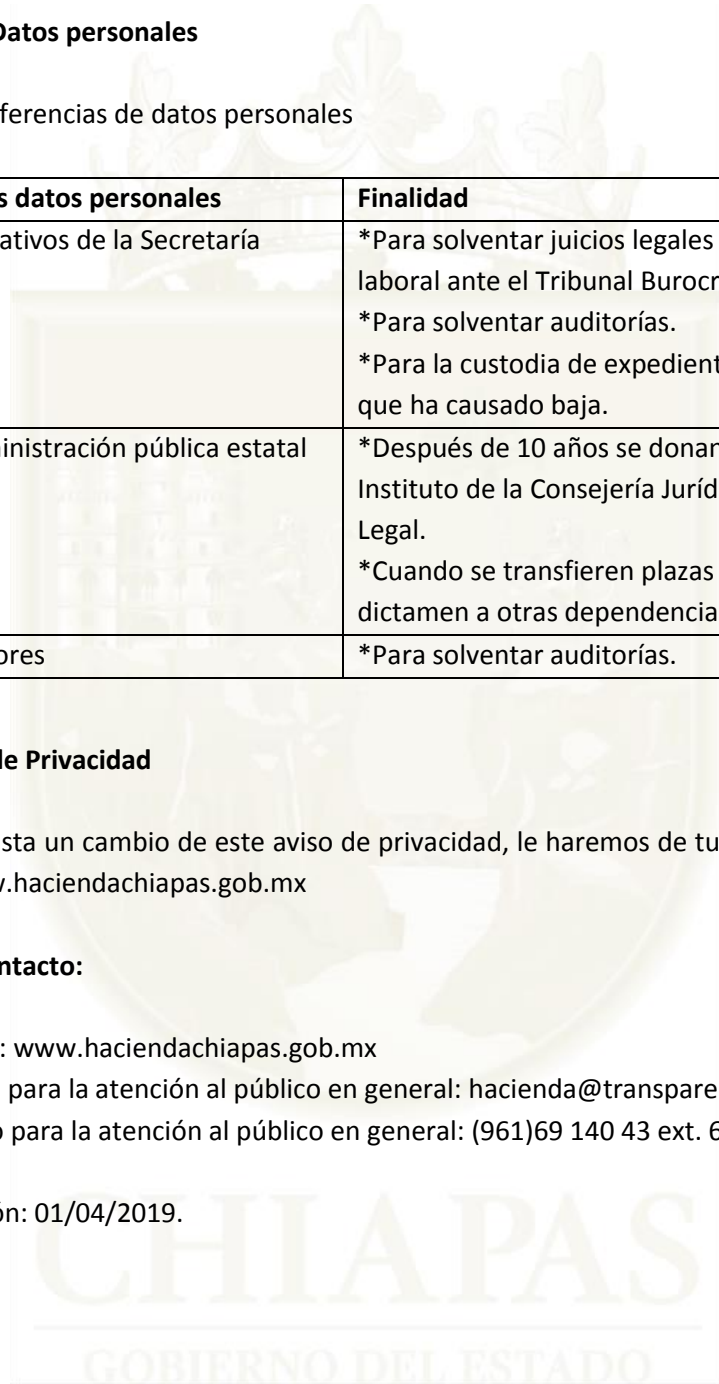 Datos personales
ferencias de datos personales
s datos personales
Finalidad
ativos de la Secretaría
*Para solventar juicios legales
laboral ante el Tribunal Burocr
*Para solventar auditorías.
*Para la custodia de expedient
que ha causado baja.
inistración pública estatal
*Después de 10 años se donan
Instituto de la Consejería Juríd
Legal.
*Cuando se transfieren plazas
dictamen a otras dependencia
ores
*Para solventar auditorías.
de Privacidad
sta un cambio de este aviso de privacidad, le haremos de tu
w.haciendachiapas.gob.mx
ntacto:
: www.haciendachiapas.gob.mx
para la atención al público en general: hacienda@transpare
o para la atención al público en general: (961)69 140 43 ext. 6
ón: 01/04/2019.
CHIAPAS
GOBIERNO DEL ESTADO